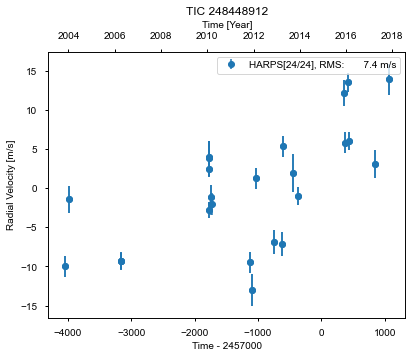 TIC 248448912
Time [Year]
2004 2006 2008 2010 2012 2014 2016 2018
HARPS[24/24], RMS: 7.4 m/s
Radial Velocity [m/s]
15
10
5
0
−5
−10
−15
−4000 −3000 −2000 −1000 0 1000
Time - 2457000